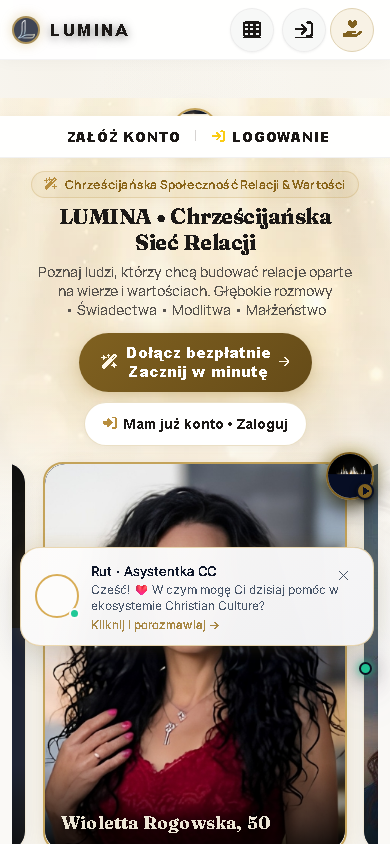 LUMINA
ZAŁÓŻ KONTO
LOGOWANIE
Chrześcijańska Społeczność Relacji & Wartości
LUMINA • Chrześcijańska
Sieć Relacji
Poznaj ludzi, którzy chcą budować relacje oparte
na wierze i wartościach. Głębokie rozmowy
• Świadectwa • Modlitwa • Małżeństwo
Dołącz bezpłatnie
Zacznij w minutę →
Mam już konto • Zaloguj
Rut · Asystentka CC
Cześć! ❤️ W czym mogę Ci dzisiaj pomóc w
ekosystemie Christian Culture?
Kliknij i porozmawiaj →
Wioletta Rogowska, 50